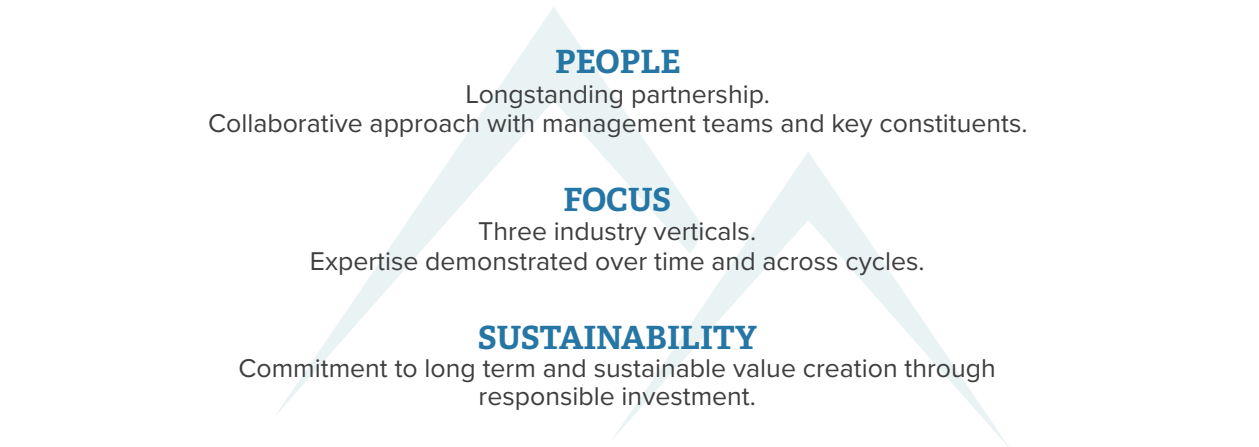 PEOPLE
Longstanding partnership.
Collaborative approach with management teams and key constituents.
FOCUS
Three industry verticals.
Expertise demonstrated over time and across cycles.
SUSTAINABILITY
Commitment to long term and sustainable value creation through
responsible investment.